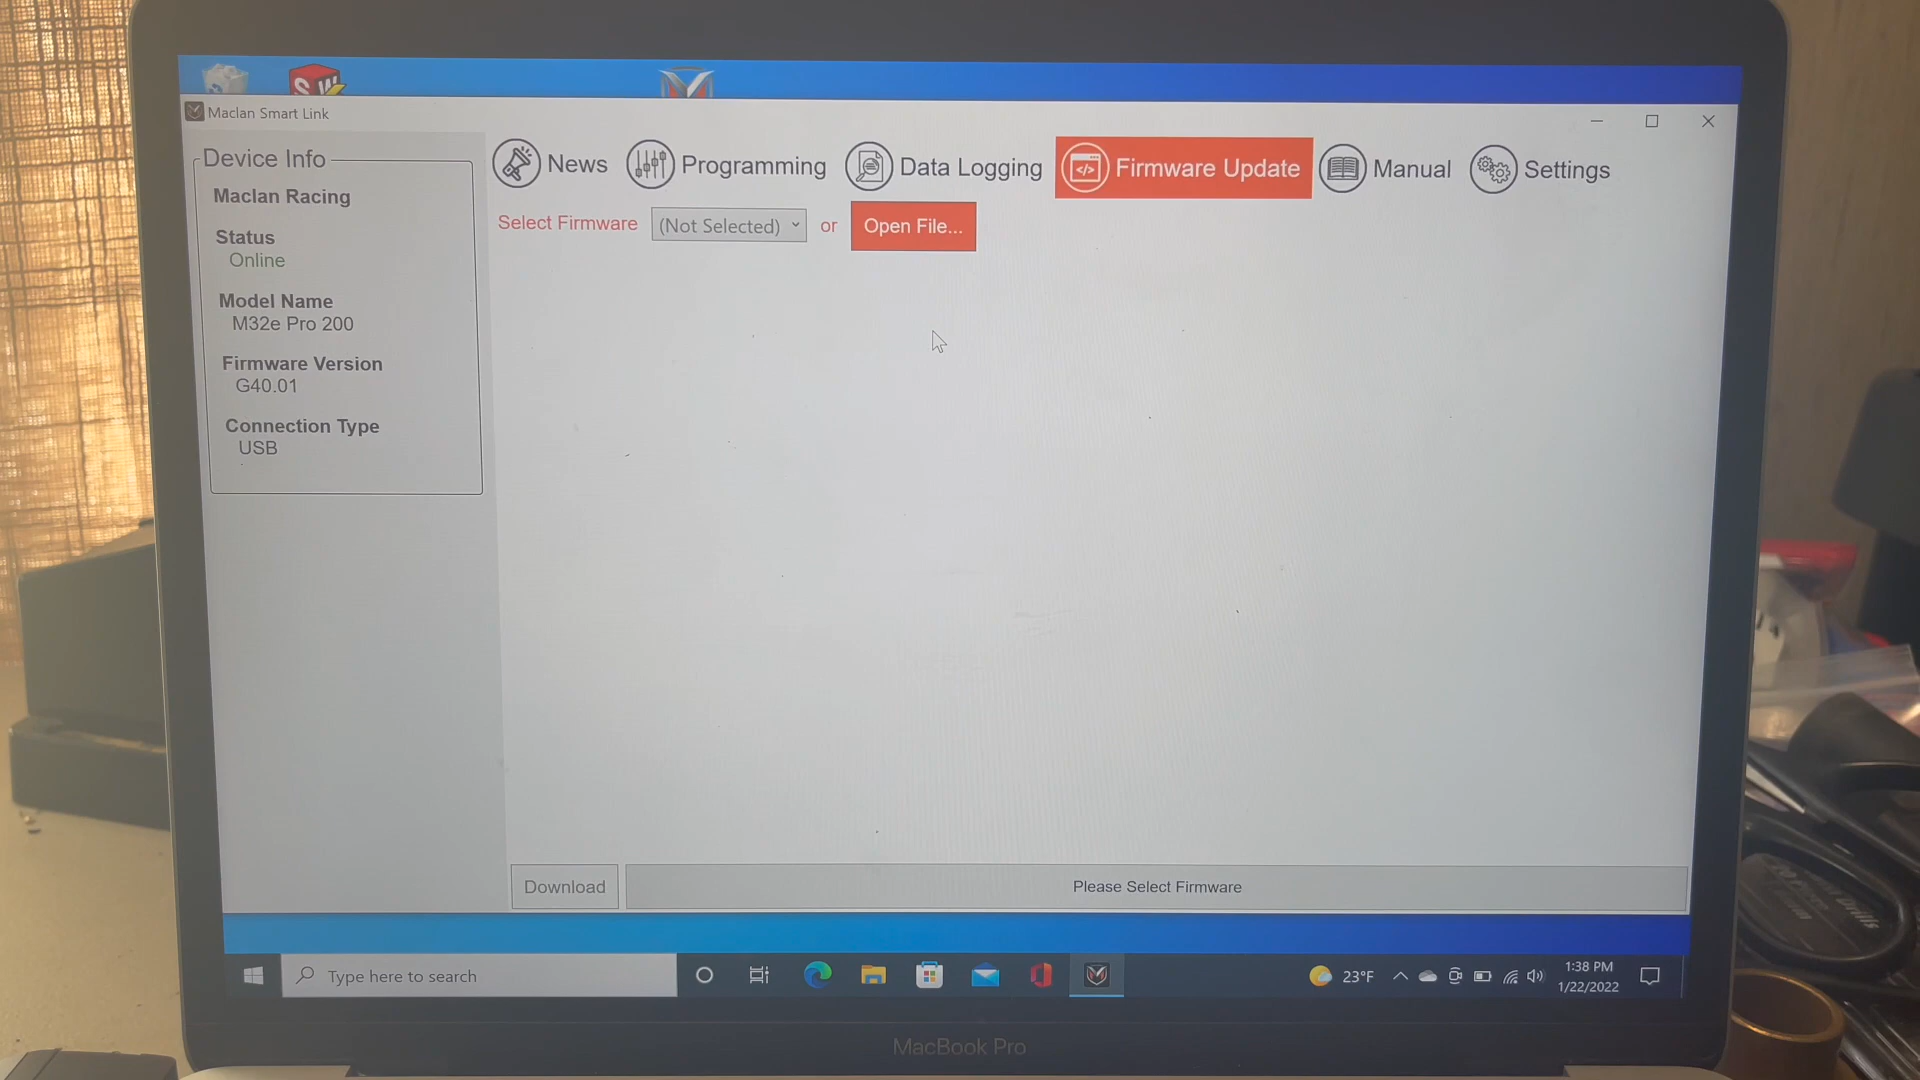 SW
Maclan Smart Link
Device Info
Maclan Racing
Status
Online
Model Name
M32e Pro 200
Firmware Version
G40.01
Connection Type
USB
News
Programming
Data Logging
Firmware Update
Manual
Settings
Select Firmware
(Not Selected)
or
Open File...
Download
Please Select Firmware
Type here to search
23°F
1:38 PM
1/22/2022
MacBook Pro